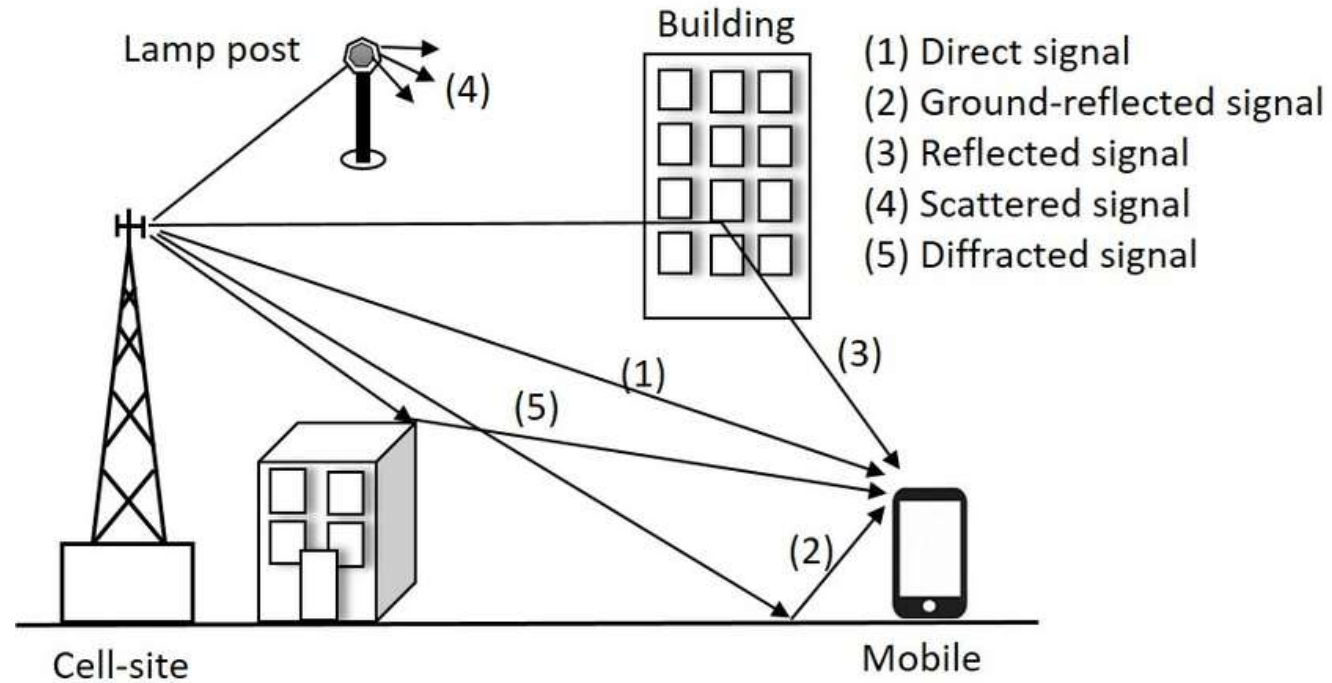 Lamp post
(4)
Building
(1) Direct signal
(2) Ground-reflected signal
(3) Reflected signal
(4) Scattered signal
(5) Diffracted signal
(3)
(1)
(5)
(2)
Cell-site
Mobile